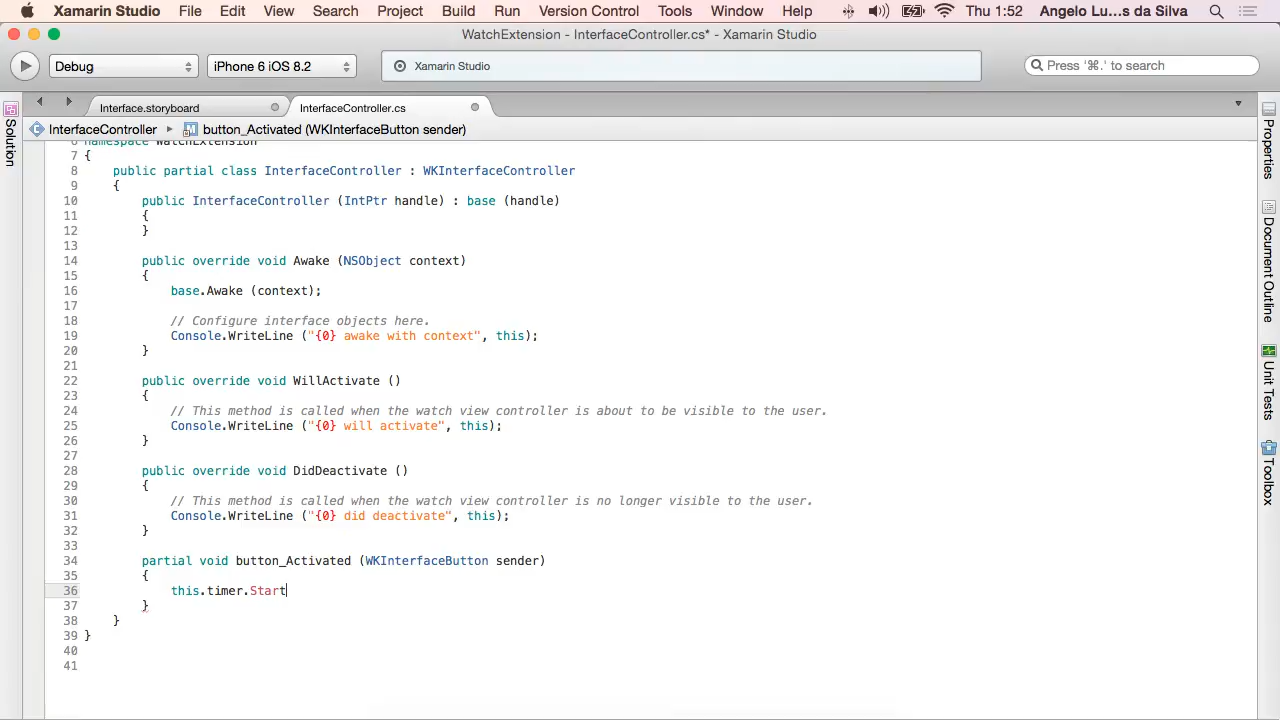 Xamarin Studio File Edit View Search Project Build Run Version Control Tools Window Help Thu 1:52 Angelo Lu...s da Silva
WatchExtension - InterfaceController.cs* - Xamarin Studio
Debug iPhone 6 iOS 8.2 Xamarin Studio Press '⌘.' to search
Interface.storyboard InterfaceController.cs
InterfaceController button_Activated (WKInterfaceButton sender)
Solution
6 namespace WatchExtension
7 {
8 public partial class InterfaceController : WKInterfaceController
9 {
10 public InterfaceController (IntPtr handle) : base (handle)
11 {
12 }
13
14 public override void Awake (NSObject context)
15 {
16 base.Awake (context);
17
18 // Configure interface objects here.
19 Console.WriteLine ("{0} awake with context", this);
20 }
21
22 public override void WillActivate ()
23 {
24 // This method is called when the watch view controller is about to be visible to the user.
25 Console.WriteLine ("{0} will activate", this);
26 }
27
28 public override void DidDeactivate ()
29 {
30 // This method is called when the watch view controller is no longer visible to the user.
31 Console.WriteLine ("{0} did deactivate", this);
32 }
33
34 partial void button_Activated (WKInterfaceButton sender)
35 {
36 this.timer.Start
37 }
38 }
39 }
40
41
Properties
Document Outline
Unit Tests
Toolbox